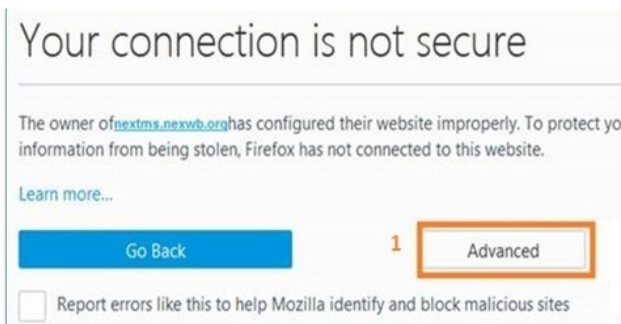 Your connection is not secure
The owner of nextms.nexwb.org has configured their website improperly. To protect yo
information from being stolen, Firefox has not connected to this website.
Learn more...
Go Back 1 Advanced
Report errors like this to help Mozilla identify and block malicious sites